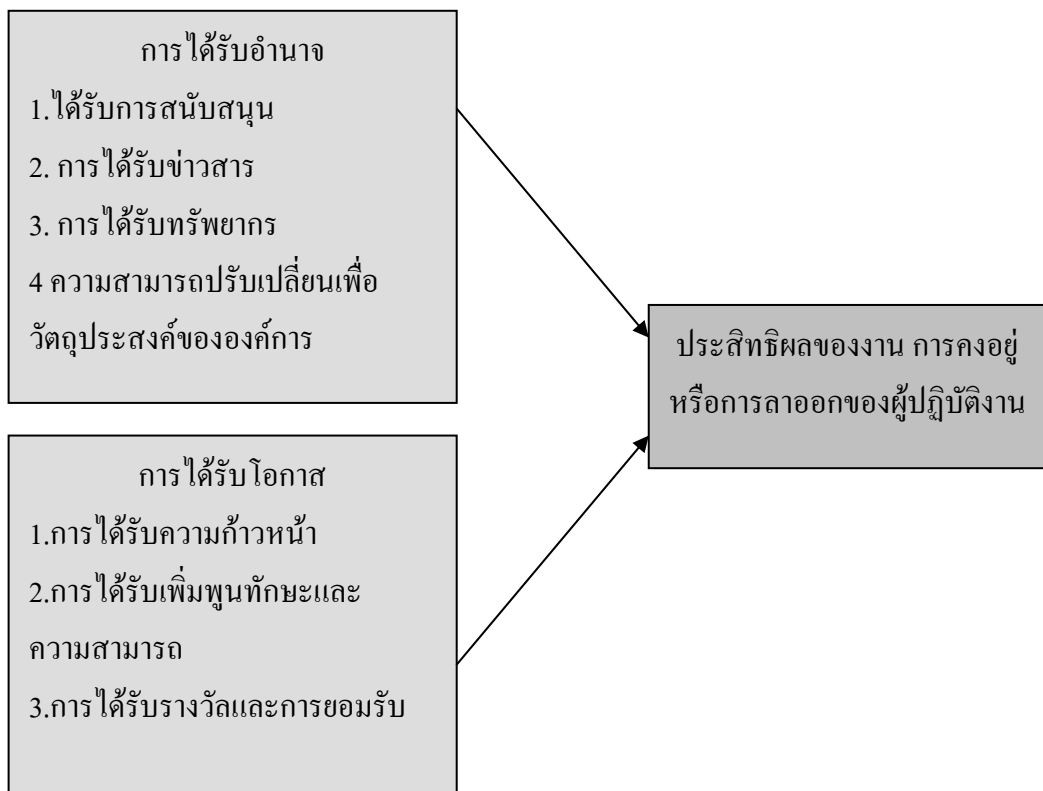 การได้รับอำนาจ
1.ได้รับการสนับสนุน
2. การได้รับข่าวสาร
3. การได้รับทรัพยากร
4 ความสามารถปรับเปลี่ยนเพื่อ
วัตถุประสงค์ขององค์การ
ประสิทธิผลของงาน การคงอยู่
หรือการลาออกของผู้ปฏิบัติงาน
การได้รับโอกาส
1.การได้รับความก้าวหน้า
2.การได้รับเพิ่มพูนทักษะและ
ความสามารถ
3.การได้รับรางวัลและการยอมรับ